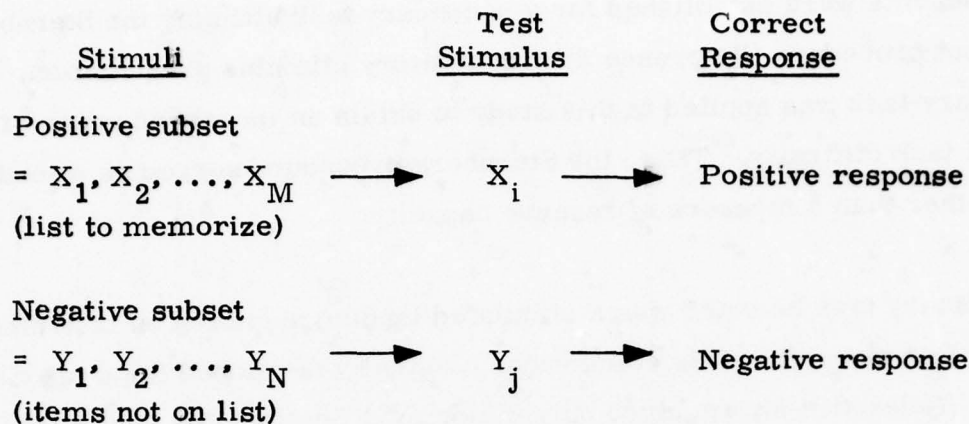 Test Correct
Stimuli Stimulus Response
Positive subset
= X1, X2, ..., XM → Xi → Positive response
(list to memorize)
Negative subset
= Y1, Y2, ..., YN → Yj → Negative response
(items not on list)